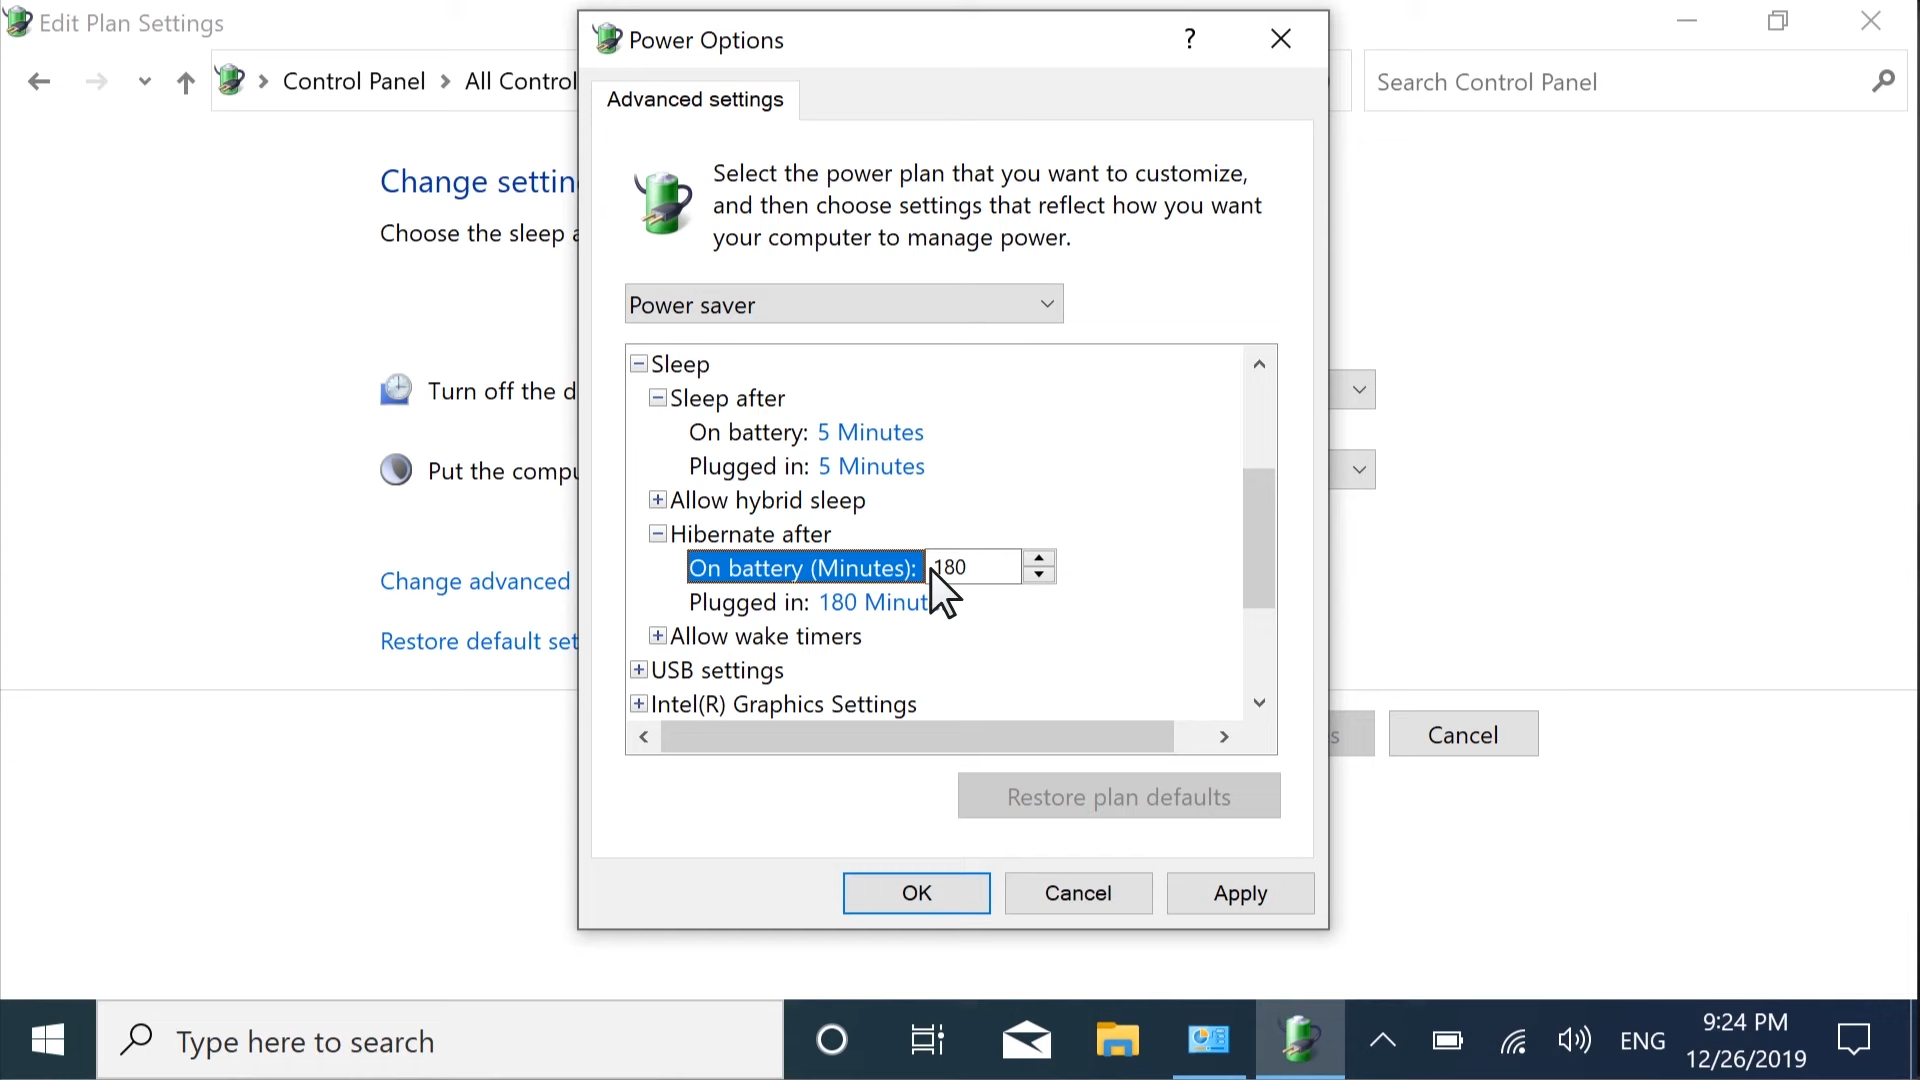 Edit Plan Settings
Control Panel > All Control
Search Control Panel
Change settin
Choose the sleep a
Turn off the d
Put the compu
Change advanced
Restore default set
s
Cancel
Power Options
?
Advanced settings
Select the power plan that you want to customize,
and then choose settings that reflect how you want
your computer to manage power.
Power saver
Sleep
Sleep after
On battery: 5 Minutes
Plugged in: 5 Minutes
Allow hybrid sleep
Hibernate after
On battery (Minutes): 180
Plugged in: 180 Minut
Allow wake timers
USB settings
Intel(R) Graphics Settings
Restore plan defaults
OK
Cancel
Apply
Type here to search
ENG
9:24 PM
12/26/2019